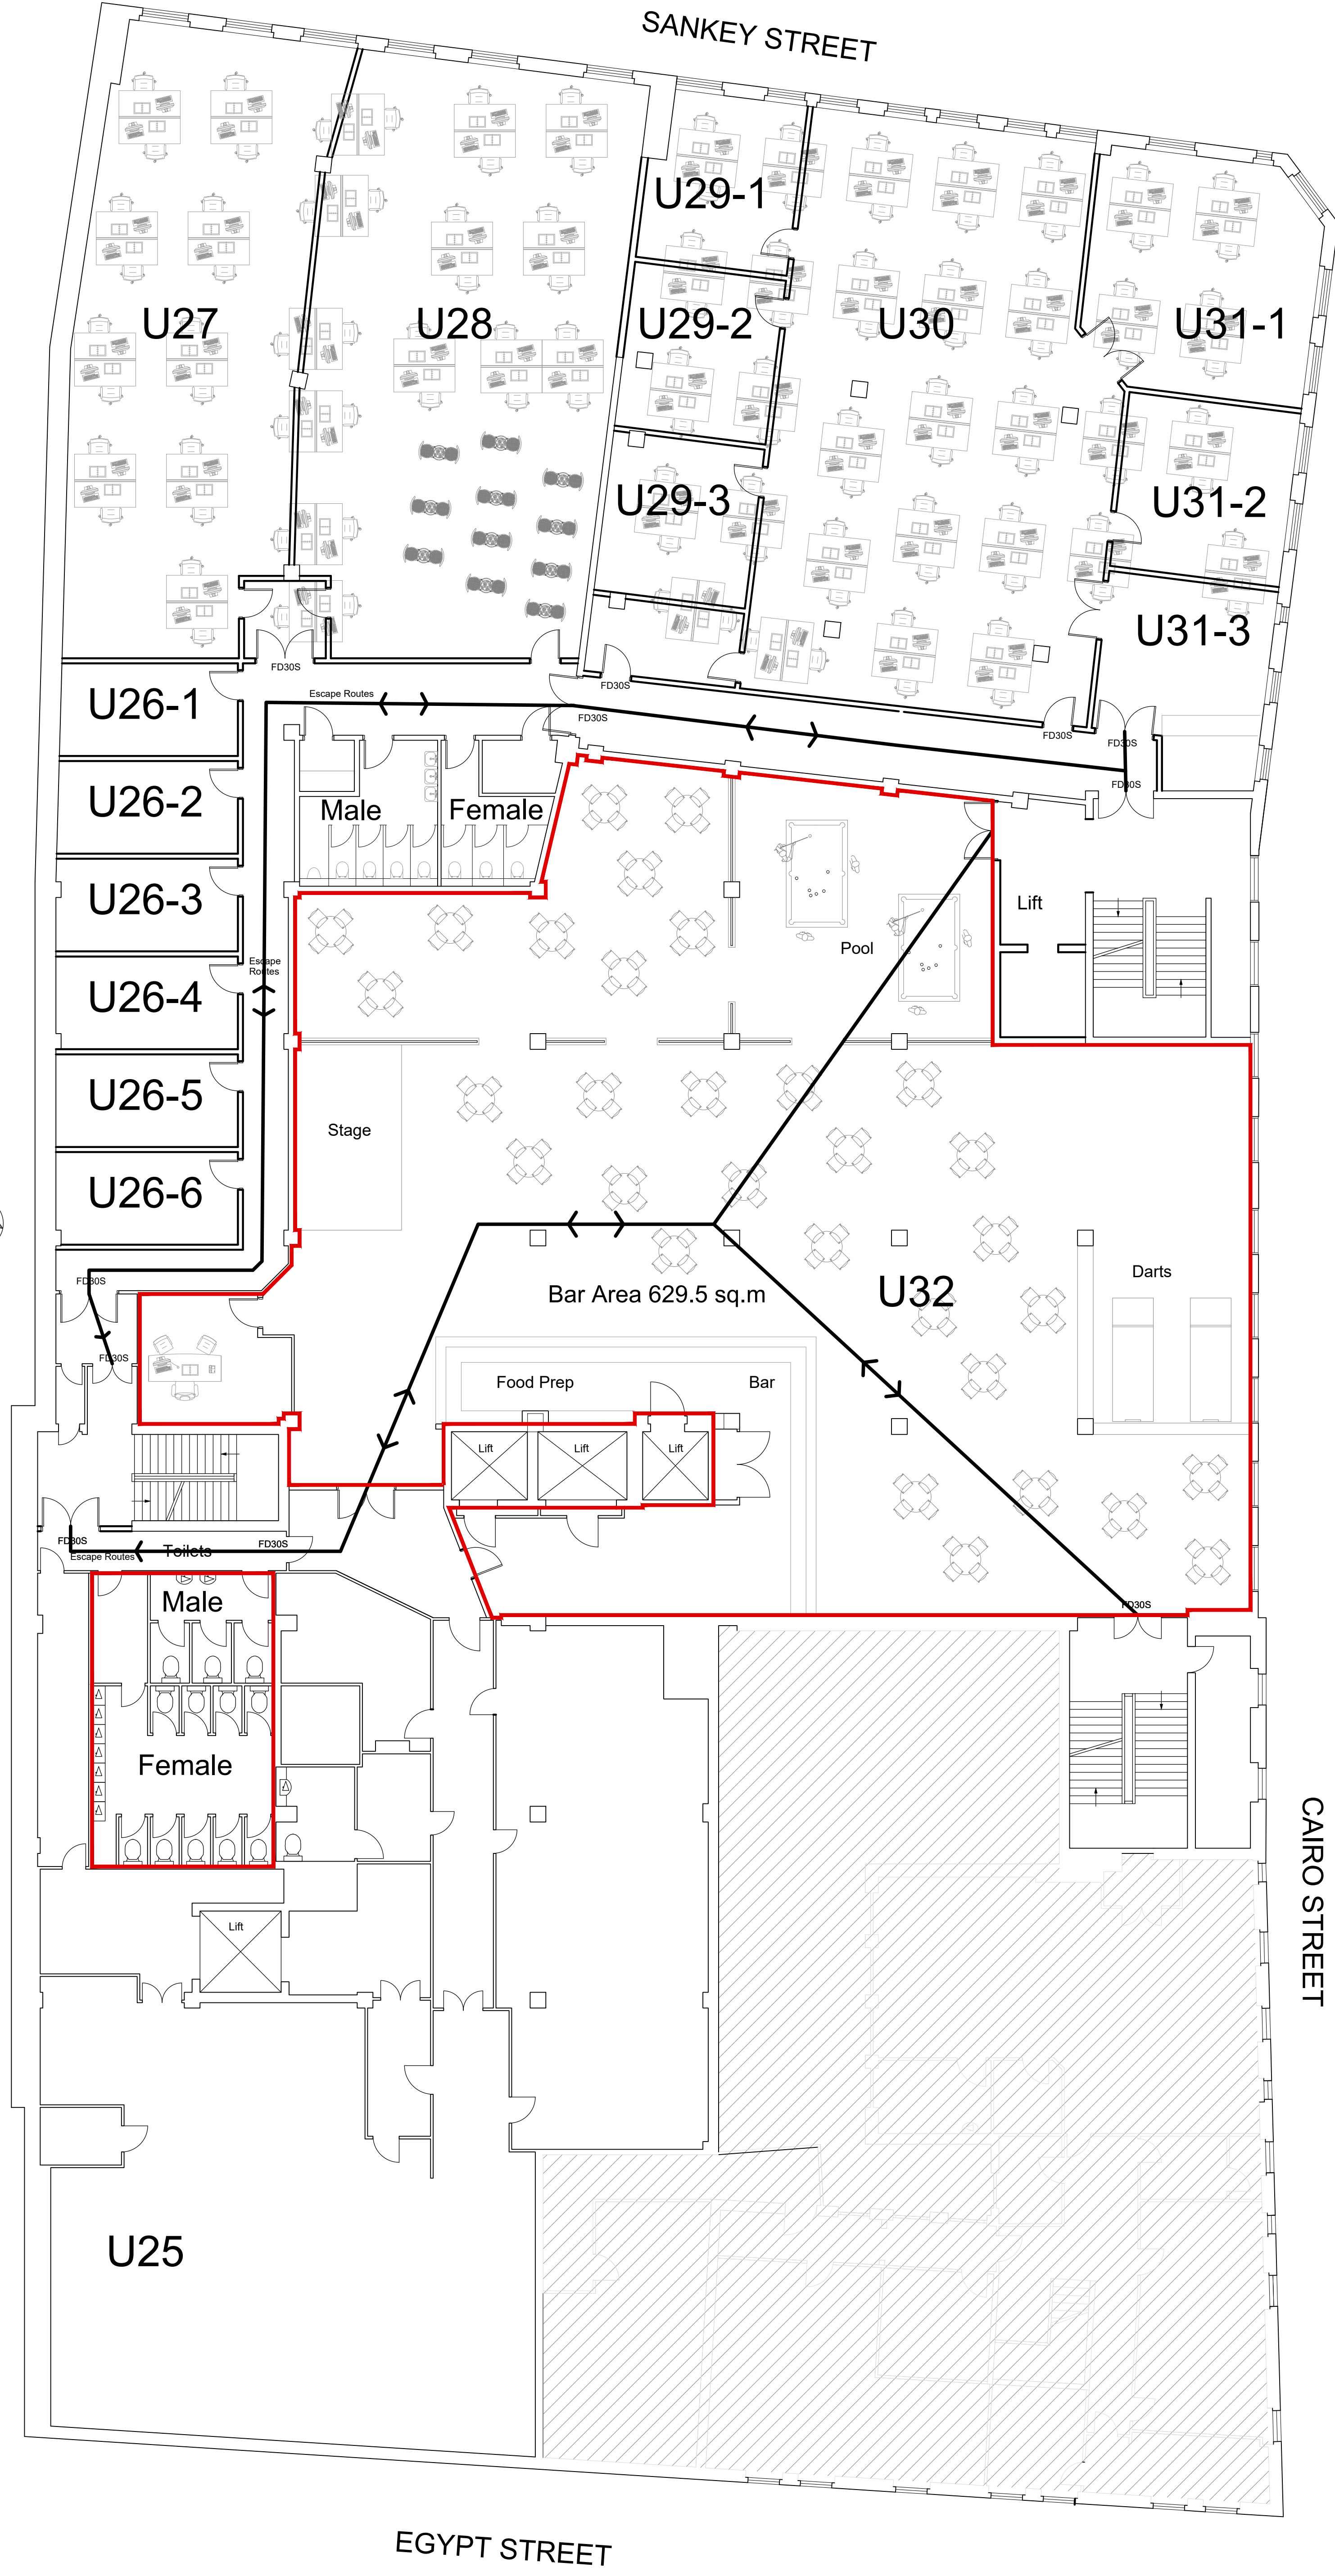 SANKEY STREET
U29-1
U27
U28
U29-2
U30
U31-1
U29-3
U31-2
U31-3
FD30S
FD30S
U26-1
Escape Routes
FD30S
FD30S
FD30S
FD30S
U26-2
Male
Female
U26-3
Lift
Pool
U26-4
Escape
Routes
U26-5
Stage
U26-6
FD30S
Darts
Bar Area 629.5 sq.m
U32
FD30S
Food Prep
Bar
Lift
Lift
Lift
FD30S
Toilets
FD30S
Escape Routes
Male
FD30S
Female
CAIRO STREET
Lift
U25
EGYPT STREET